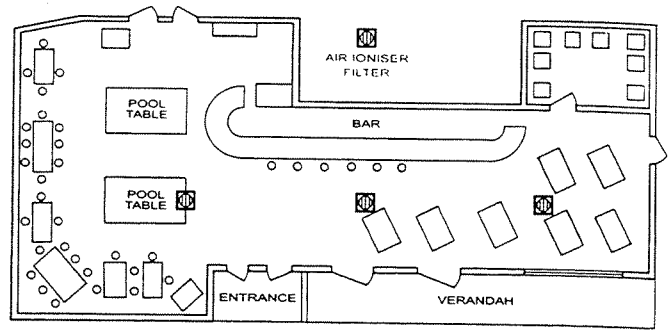 AIR IONISER
FILTER
POOL
TABLE
BAR
POOL
TABLE
ENTRANCE
VERANDAH